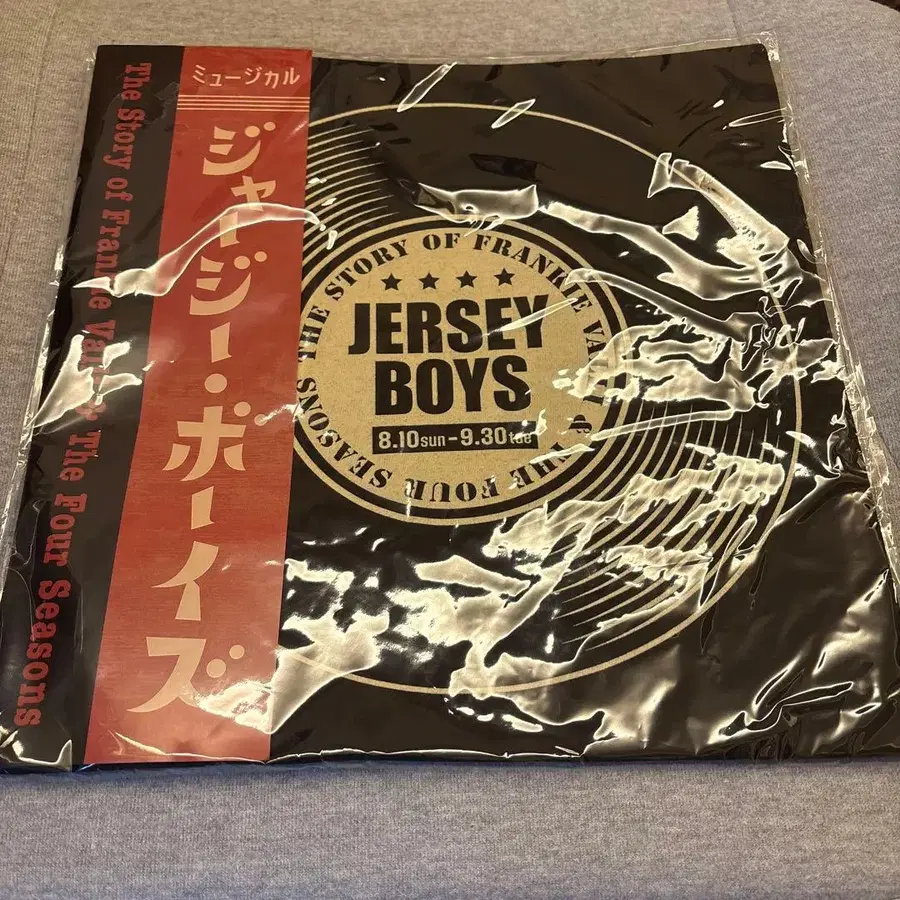 The Story of Frankie Valli & The Four Seasons
ミュージカル
ジャージー・ボーイズ
THE STORY OF FRANKIE VALLI & THE FOUR SEASONS
★★★★
JERSEY
BOYS
8.10sun-9.30tue